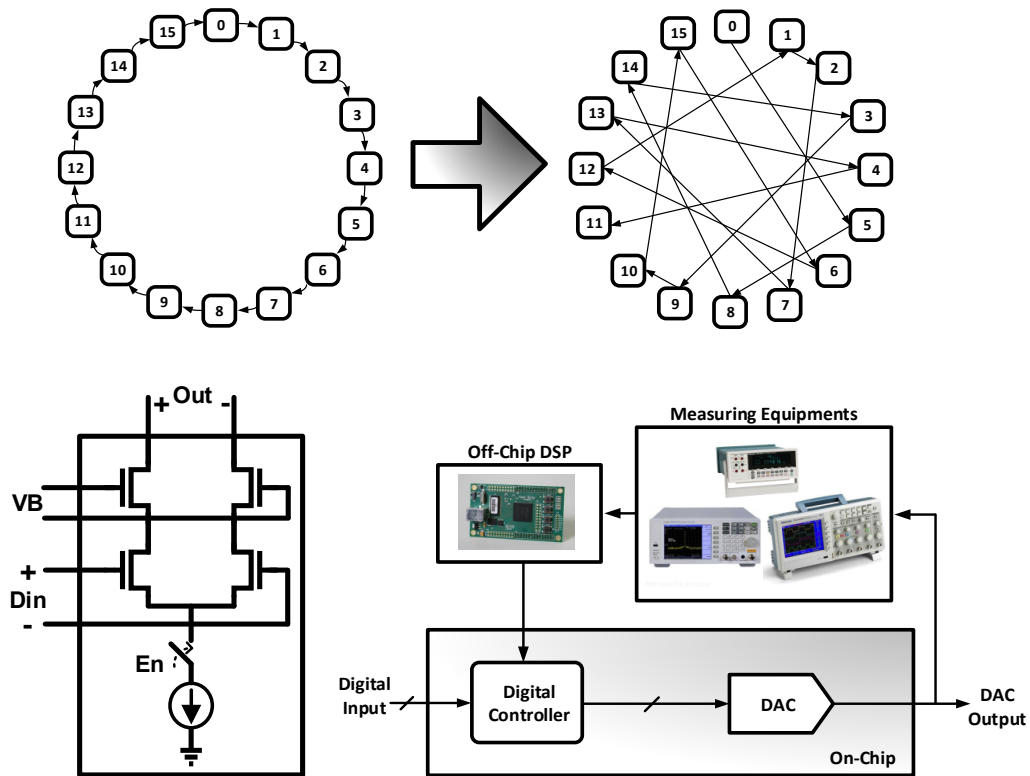 0
1
2
3
4
5
6
7
8
9
10
11
12
13
14
15
0
1
2
3
4
5
6
7
8
9
10
11
12
13
14
15
+ Out -
VB
+
Din
-
En
Measuring Equipments
Off-Chip DSP
Digital
Input
Digital
Controller
DAC
DAC
Output
On-Chip